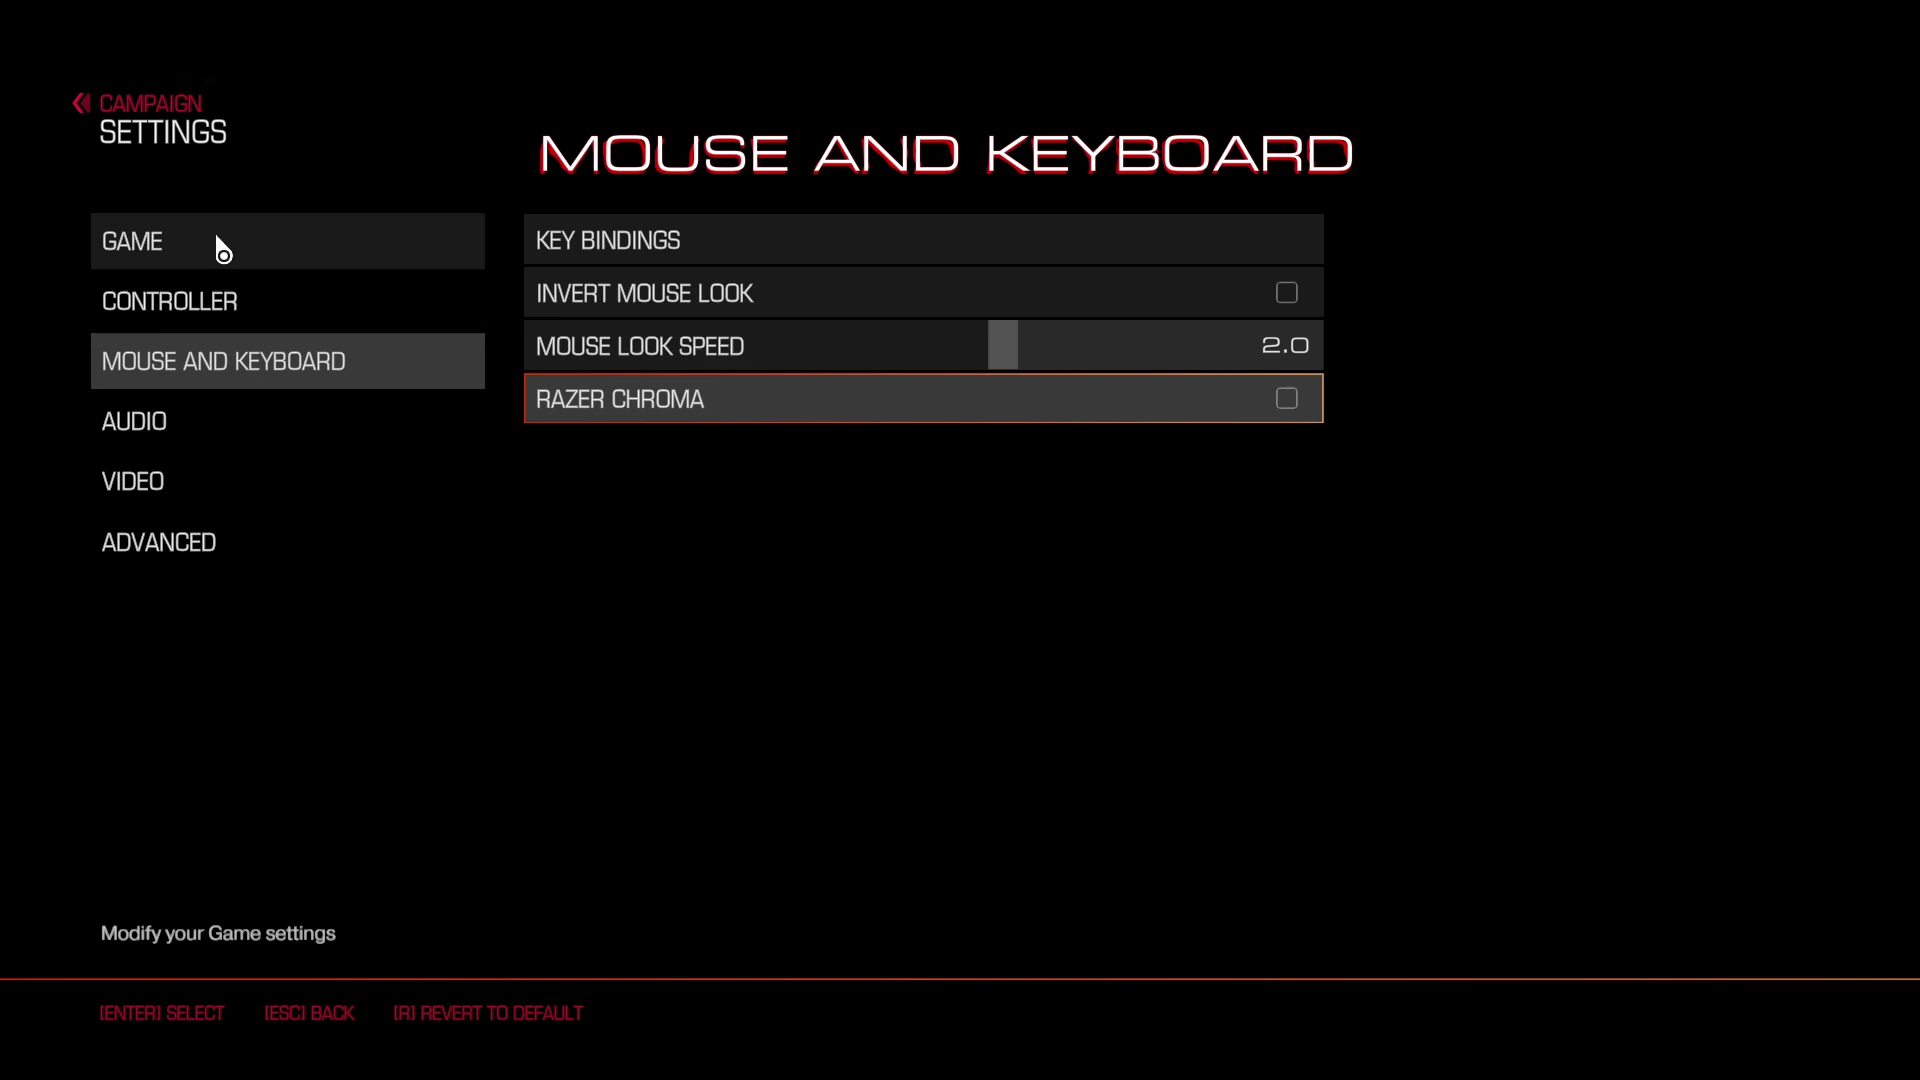 CAMPAIGN
SETTINGS
MOUSE AND KEYBOARD
GAME
CONTROLLER
MOUSE AND KEYBOARD
AUDIO
VIDEO
ADVANCED
KEY BINDINGS
INVERT MOUSE LOOK
MOUSE LOOK SPEED 2.0
RAZER CHROMA
Modify your Game settings
[ENTER] SELECT [ESC] BACK [R] REVERT TO DEFAULT